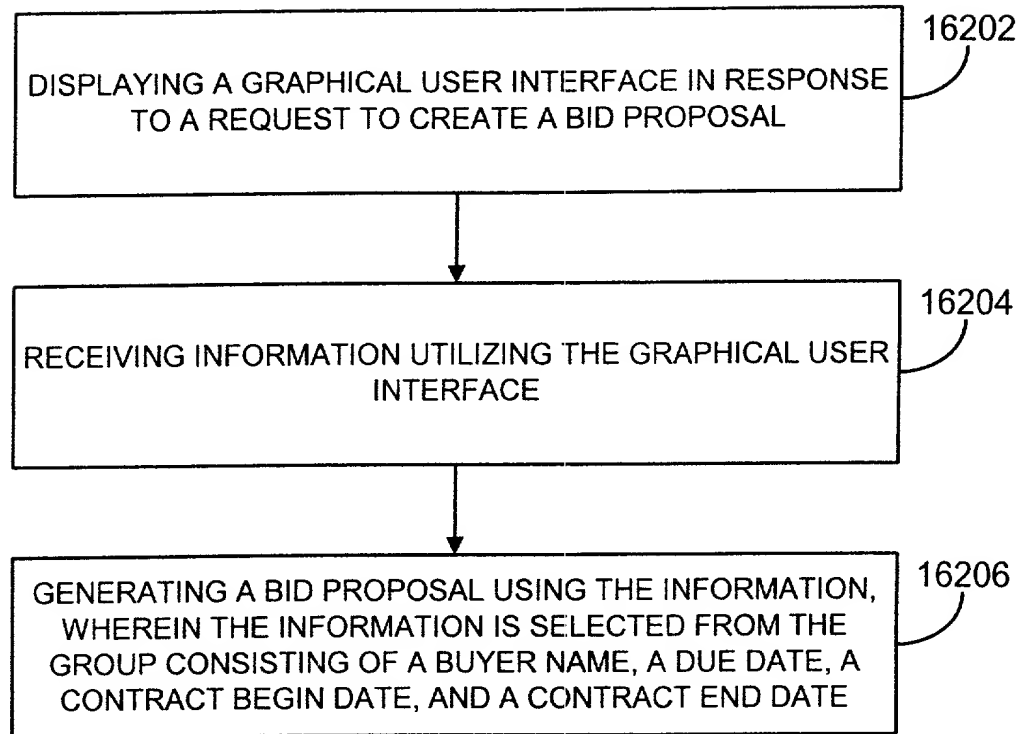 16202
DISPLAYING A GRAPHICAL USER INTERFACE IN RESPONSE
TO A REQUEST TO CREATE A BID PROPOSAL
16204
RECEIVING INFORMATION UTILIZING THE GRAPHICAL USER
INTERFACE
16206
GENERATING A BID PROPOSAL USING THE INFORMATION,
WHEREIN THE INFORMATION IS SELECTED FROM THE
GROUP CONSISTING OF A BUYER NAME, A DUE DATE, A
CONTRACT BEGIN DATE, AND A CONTRACT END DATE